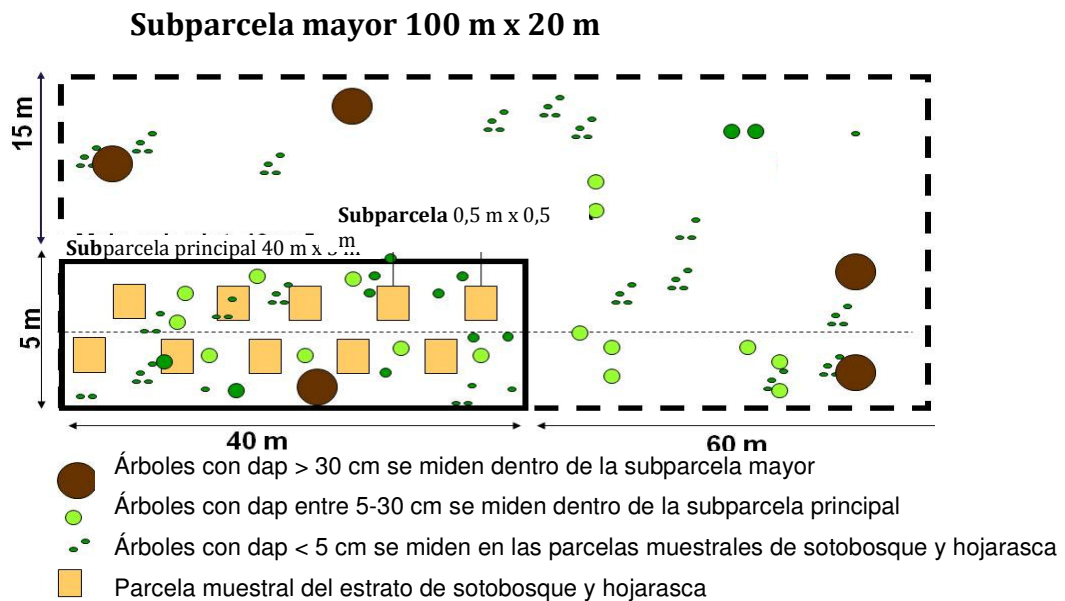 Subparcela mayor 100 m x 20 m
15 m
Subparcela 0,5 m x 0,5
m
Subparcela principal 40 m x
5 m
40 m
60 m
Árboles con dap > 30 cm se miden dentro de la subparcela mayor
Árboles con dap entre 5-30 cm se miden dentro de la subparcela principal
Árboles con dap < 5 cm se miden en las parcelas muestrales de sotobosque y hojarasca
Parcela muestral del estrato de sotobosque y hojarasca